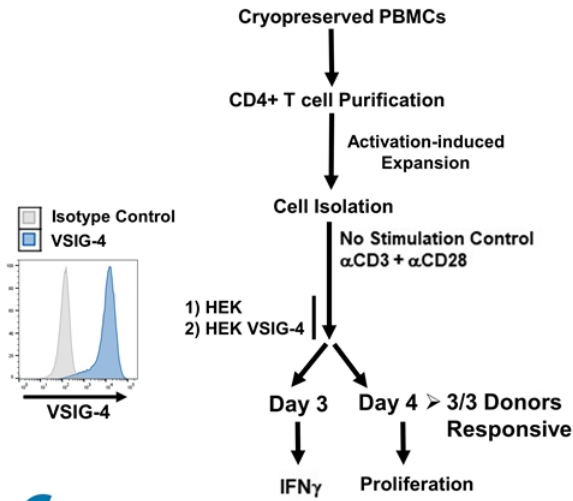 Cryopreserved PBMCs
CD4+ T cell Purification
Activation-induced
Expansion
Cell Isolation
No Stimulation Control
αCD3 + αCD28
1) HEK
2) HEK VSIG-4
Isotype Control
VSIG-4
VSIG-4
Day 3
Day 4 ➢ 3/3 Donors
Responsive
IFNγ
Proliferation